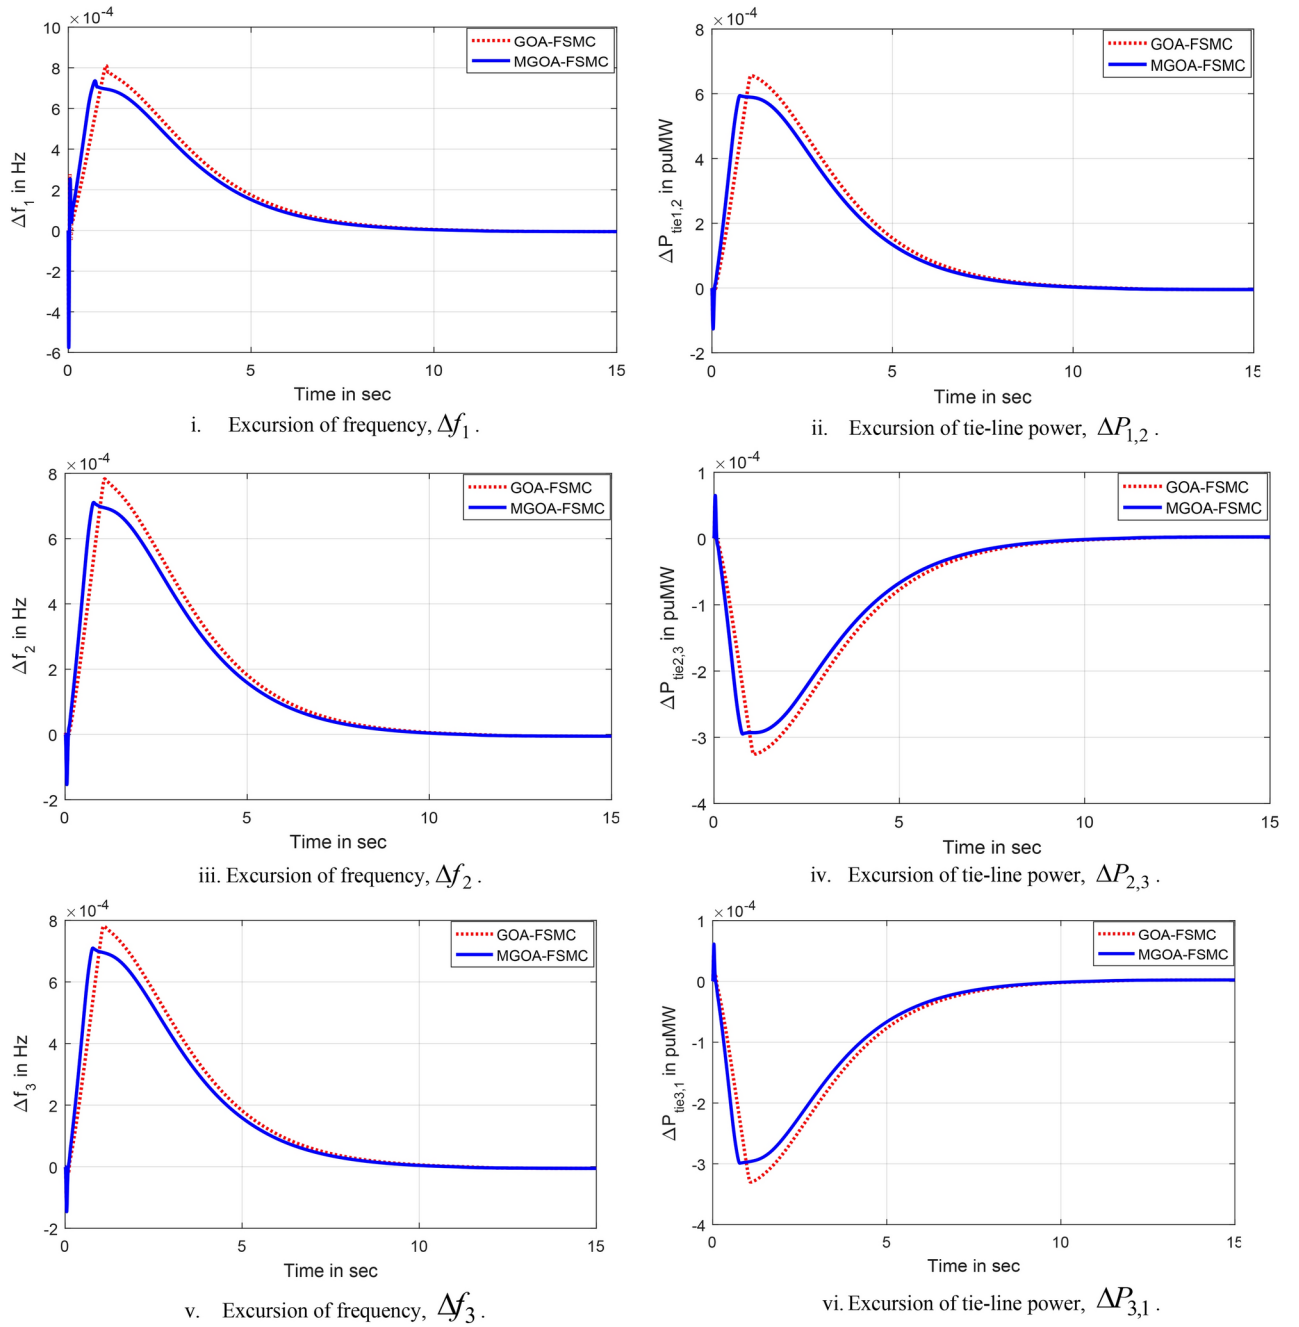 ×10⁻⁴
10
8
6
4
2
0
-2
-4
-6
Δf₁ in Hz
GOA-FSMC
MGOA-FSMC
0 5 10 15
Time in sec
i. Excursion of frequency, Δf₁ .
×10⁻⁴
8
6
4
2
0
-2
ΔP_tie1,2 in puMW
GOA-FSMC
MGOA-FSMC
0 5 10 15
Time in sec
ii. Excursion of tie-line power, ΔP₁,₂ .
×10⁻⁴
8
6
4
2
0
-2
Δf₂ in Hz
GOA-FSMC
MGOA-FSMC
0 5 10 15
Time in sec
iii. Excursion of frequency, Δf₂ .
×10⁻⁴
1
0
-1
-2
-3
-4
ΔP_tie2,3 in puMW
GOA-FSMC
MGOA-FSMC
0 5 10 15
Time in sec
iv. Excursion of tie-line power, ΔP₂,₃ .
×10⁻⁴
8
6
4
2
0
-2
Δf₃ in Hz
GOA-FSMC
MGOA-FSMC
0 5 10 15
Time in sec
v. Excursion of frequency, Δf₃ .
×10⁻⁴
1
0
-1
-2
-3
-4
ΔP_tie3,1 in puMW
GOA-FSMC
MGOA-FSMC
0 5 10 15
Time in sec
vi. Excursion of tie-line power, ΔP₃,₁ .